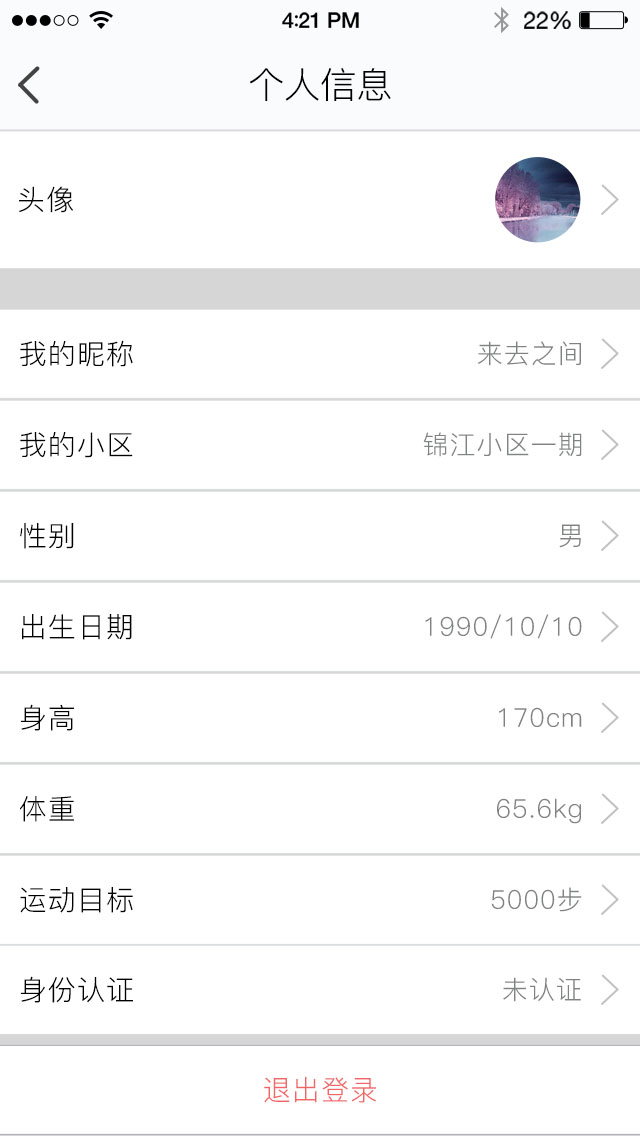 4:21 PM 22%
个人信息
头像
我的昵称 来去之间
我的小区 锦江小区一期
性别 男
出生日期 1990/10/10
身高 170cm
体重 65.6kg
运动目标 5000步
身份认证 未认证
退出登录